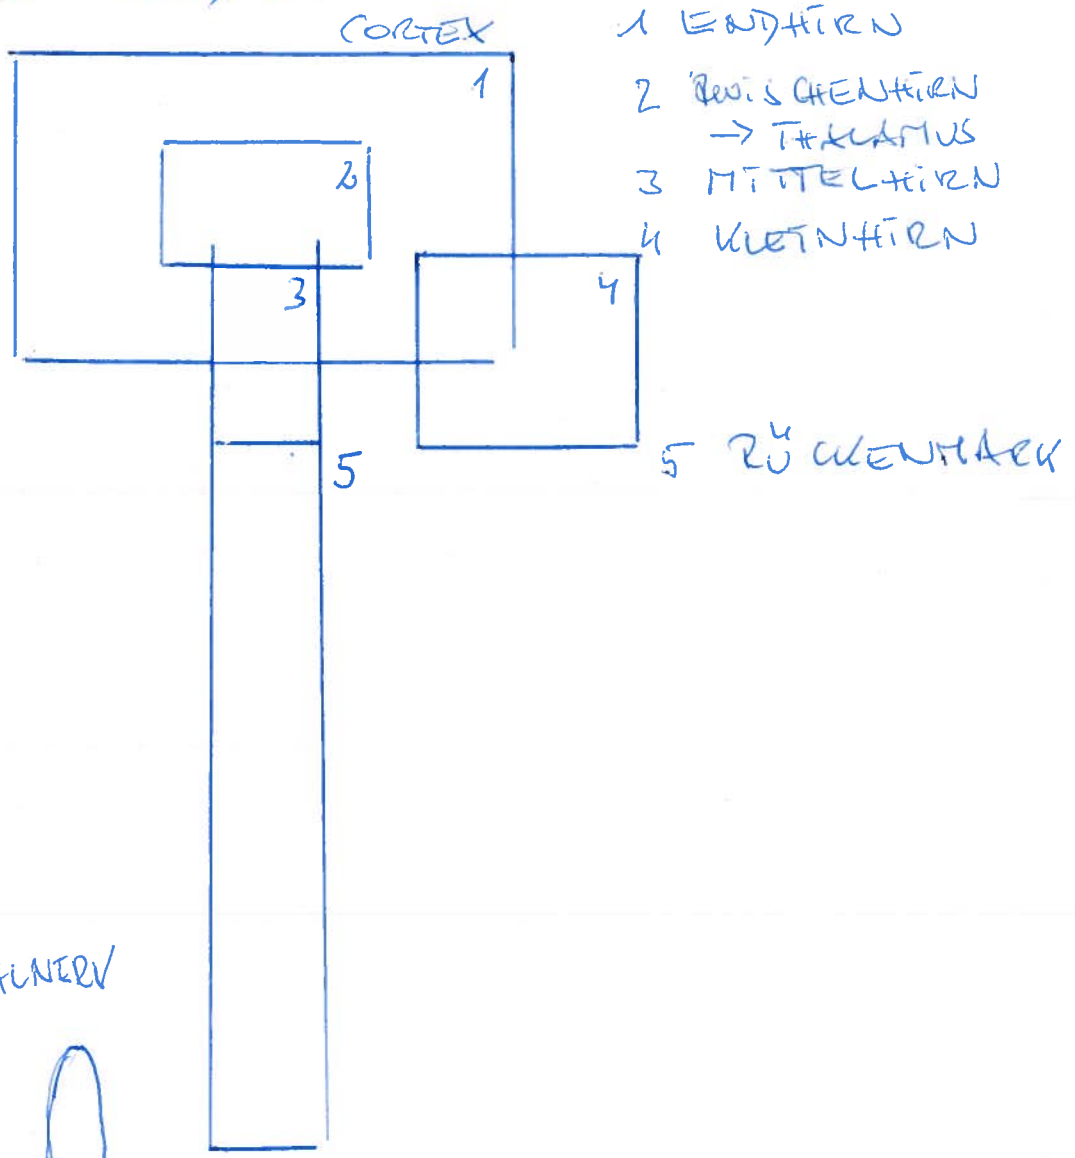 CORTEX
1 ENDHIRN
1
2 ZWISCHENHIRN
→ THALAMUS
2
3 MITTELHIRN
4 KLEINHIRN
3
4
5
5 RÜCKENMARK